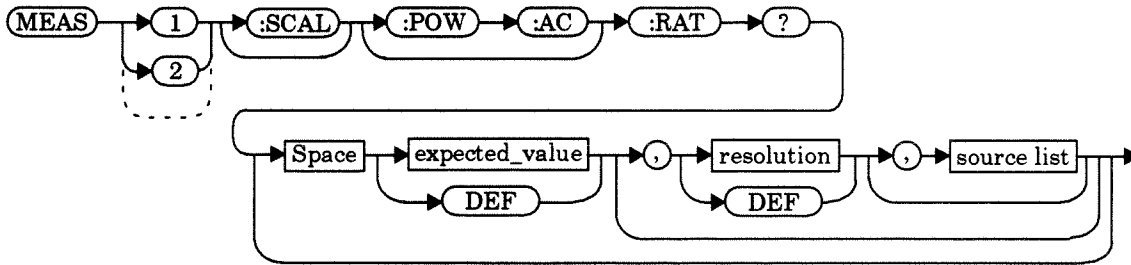 MEAS 1 :SCAL :POW :AC :RAT ?
2
Space expected_value , resolution , source list
DEF DEF